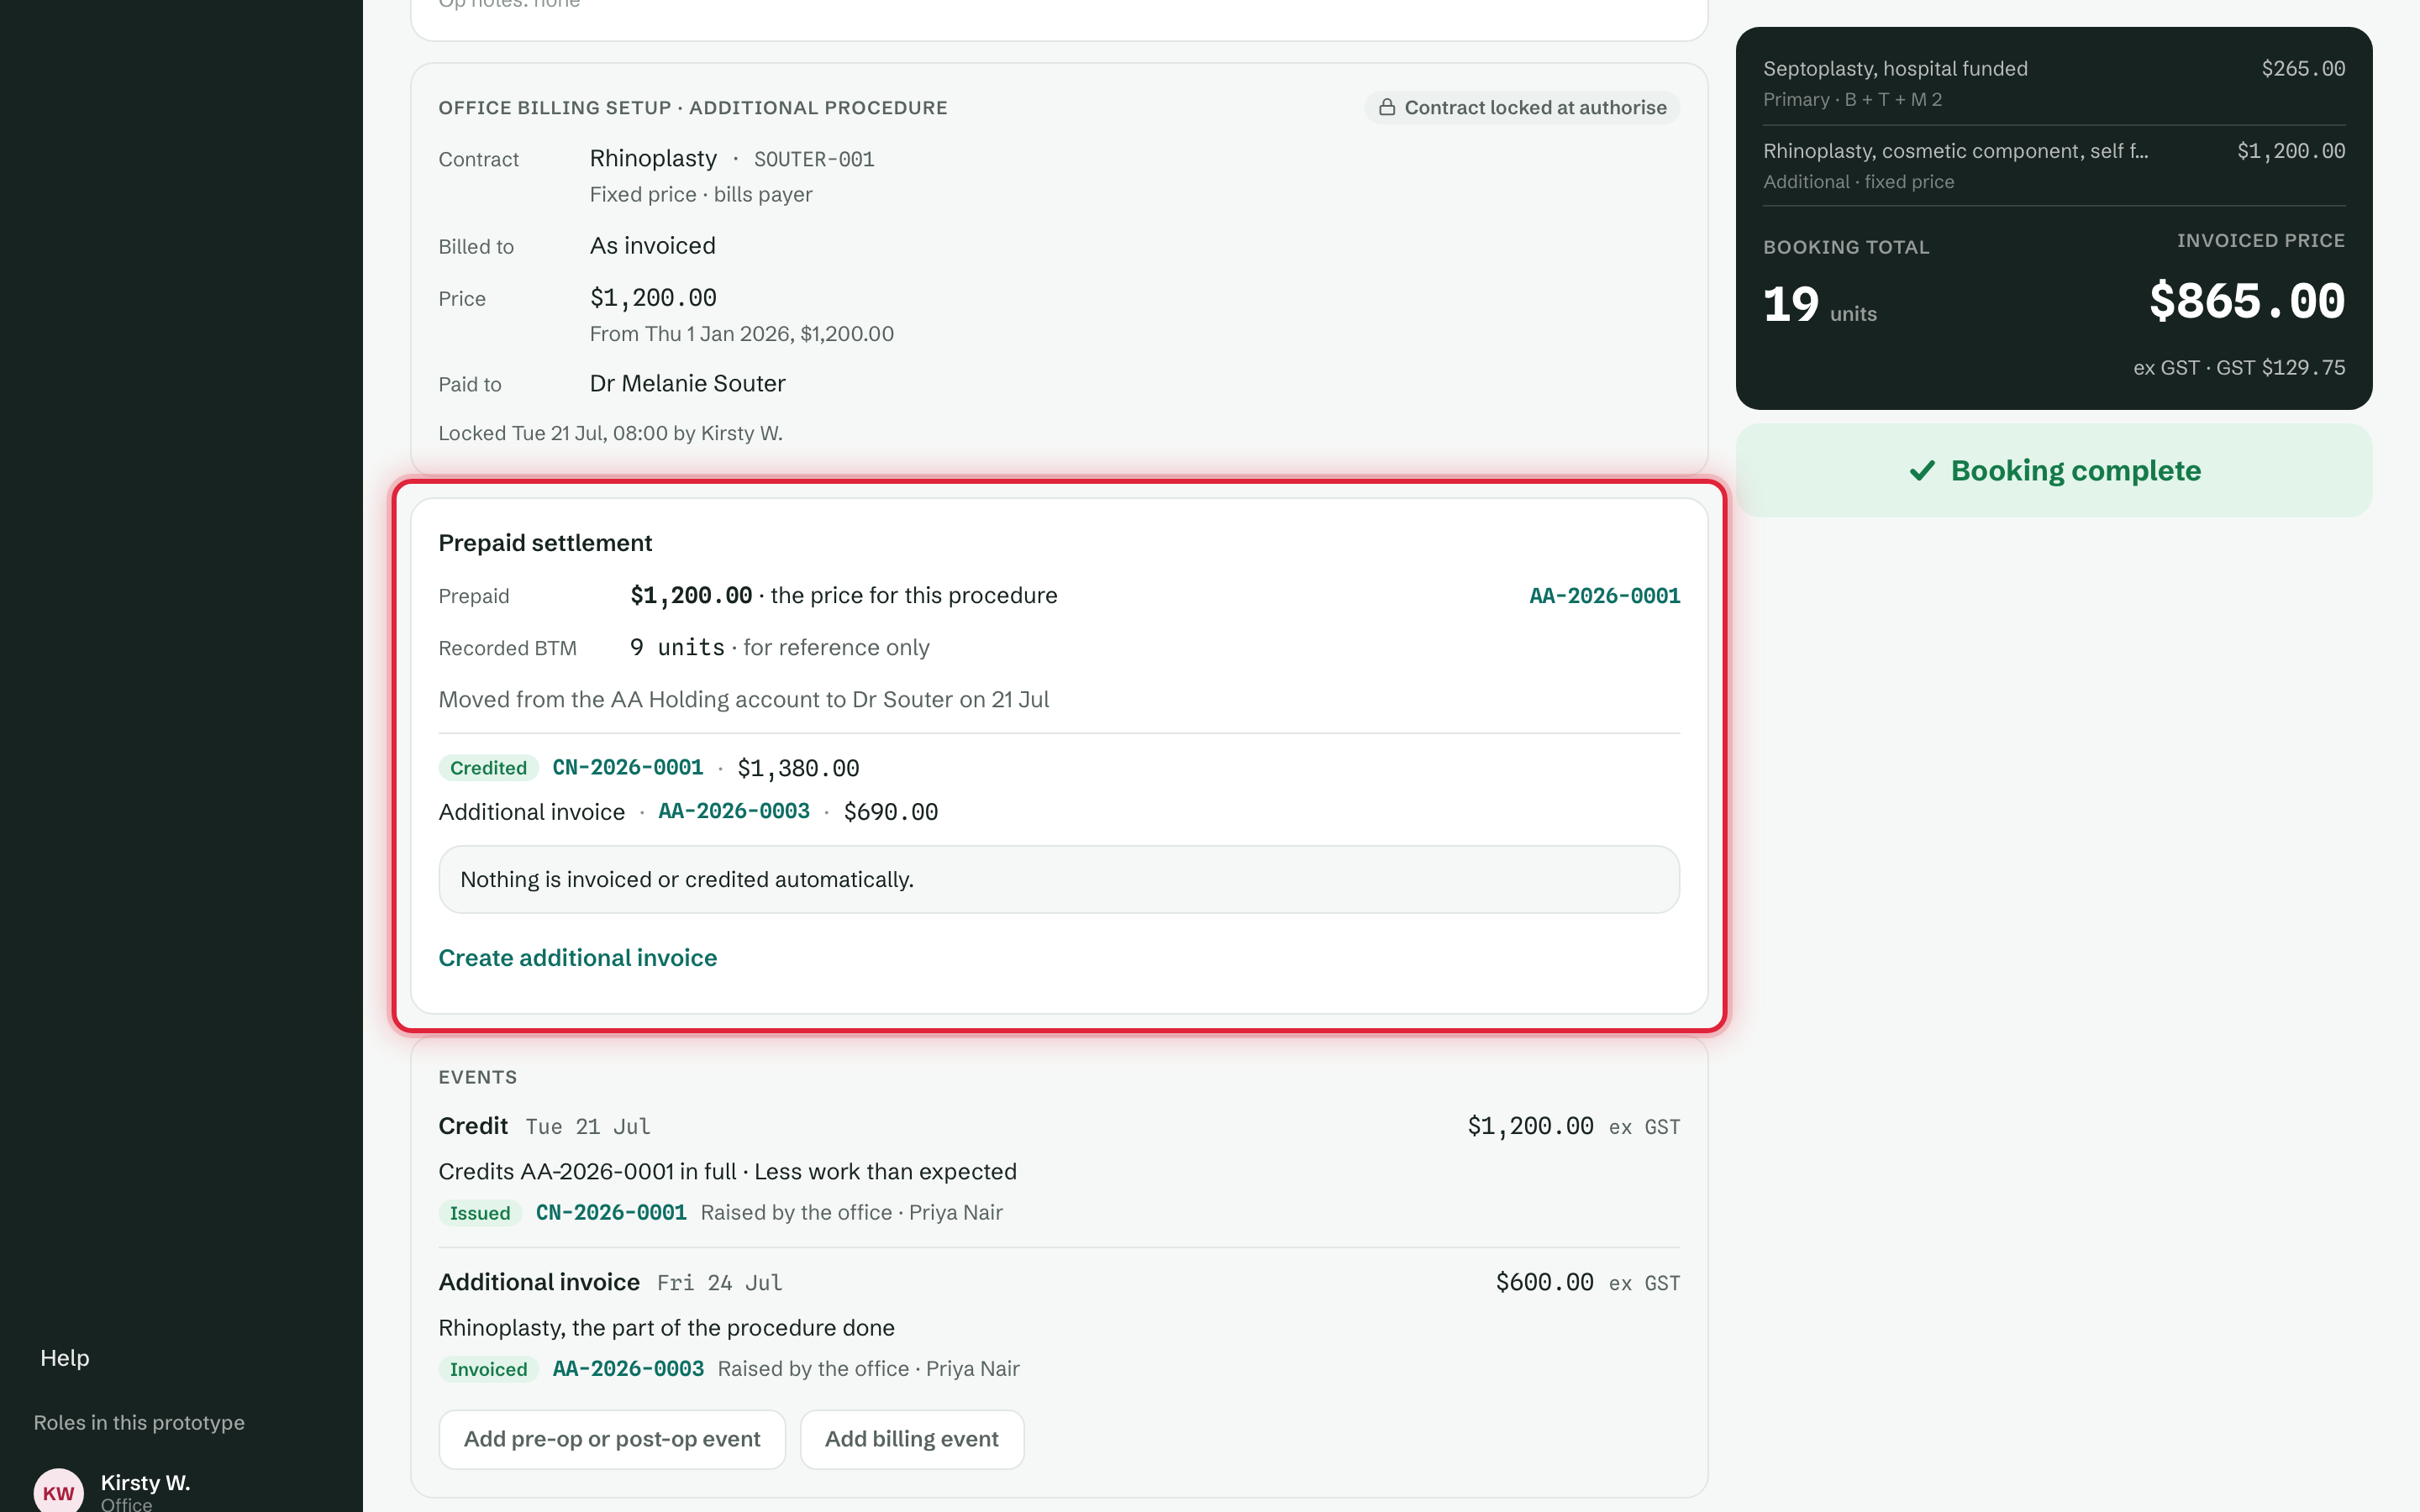 Op notes: none
OFFICE BILLING SETUP · ADDITIONAL PROCEDURE
Contract locked at authorise
Contract
Rhinoplasty · SOUTER-001
Fixed price · bills payer
Billed to
As invoiced
Price
$1,200.00
From Thu 1 Jan 2026, $1,200.00
Paid to
Dr Melanie Souter
Locked Tue 21 Jul, 08:00 by Kirsty W.
Prepaid settlement
Prepaid
$1,200.00 · the price for this procedure
AA-2026-0001
Recorded BTM
9 units · for reference only
Moved from the AA Holding account to Dr Souter on 21 Jul
Credited CN-2026-0001 · $1,380.00
Additional invoice · AA-2026-0003 · $690.00
Nothing is invoiced or credited automatically.
Create additional invoice
EVENTS
Credit Tue 21 Jul
$1,200.00 ex GST
Credits AA-2026-0001 in full · Less work than expected
Issued CN-2026-0001 Raised by the office · Priya Nair
Additional invoice Fri 24 Jul
$600.00 ex GST
Rhinoplasty, the part of the procedure done
Invoiced AA-2026-0003 Raised by the office · Priya Nair
Add pre-op or post-op event
Add billing event
Septoplasty, hospital funded
$265.00
Primary · B + T + M 2
Rhinoplasty, cosmetic component, self f...
$1,200.00
Additional · fixed price
BOOKING TOTAL
INVOICED PRICE
19 units
$865.00
ex GST · GST $129.75
Booking complete
Help
Roles in this prototype
KW
Kirsty W.
Office